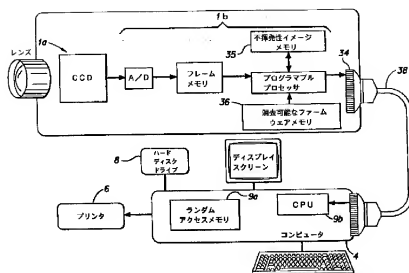 1b
1a
35
不揮発性イメージ
メモリ
34
レンズ
CCD
A/D
フレーム
メモリ
プログラマブル
プロセッサ
38
36
消去可能なファーム
ウエアメモリ
8
ハード
ディスク
ドライブ
ディスプレイ
スクリーン
6
プリンタ
9a
ランダム
アクセスメモリ
CPU
9b
コンピュータ
4